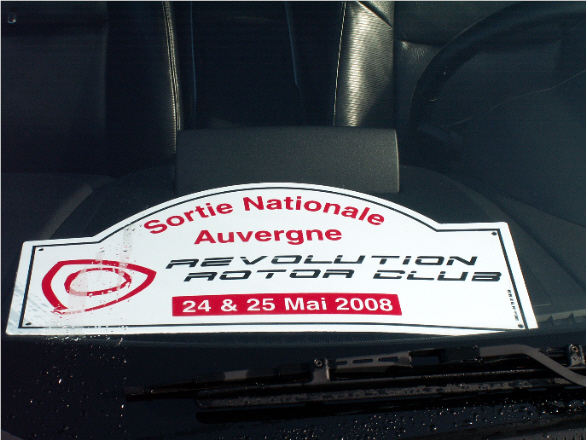 Sortie Nationale
Auvergne
REVOLUTION
ROTOR CLUB
24 & 25 Mai 2008